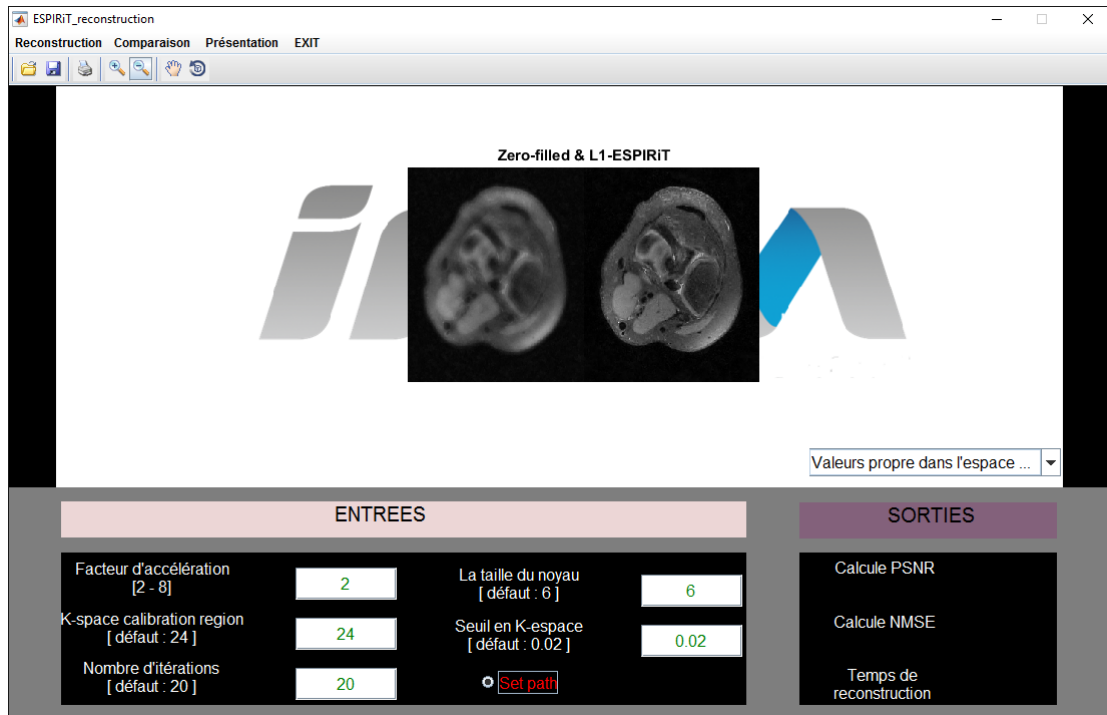 ESPIRiT_reconstruction
Reconstruction Comparaison Présentation EXIT
Zero-filled & L1-ESPIRiT
Valeurs propre dans l'espace ...
ENTREES
SORTIES
Facteur d'accélération
[2 - 8]
2
La taille du noyau
[ défaut : 6 ]
6
Calcule PSNR
K-space calibration region
[ défaut : 24 ]
24
Seuil en K-espace
[ défaut : 0.02 ]
0.02
Calcule NMSE
Nombre d'itérations
[ défaut : 20 ]
20
Set path
Temps de
reconstruction